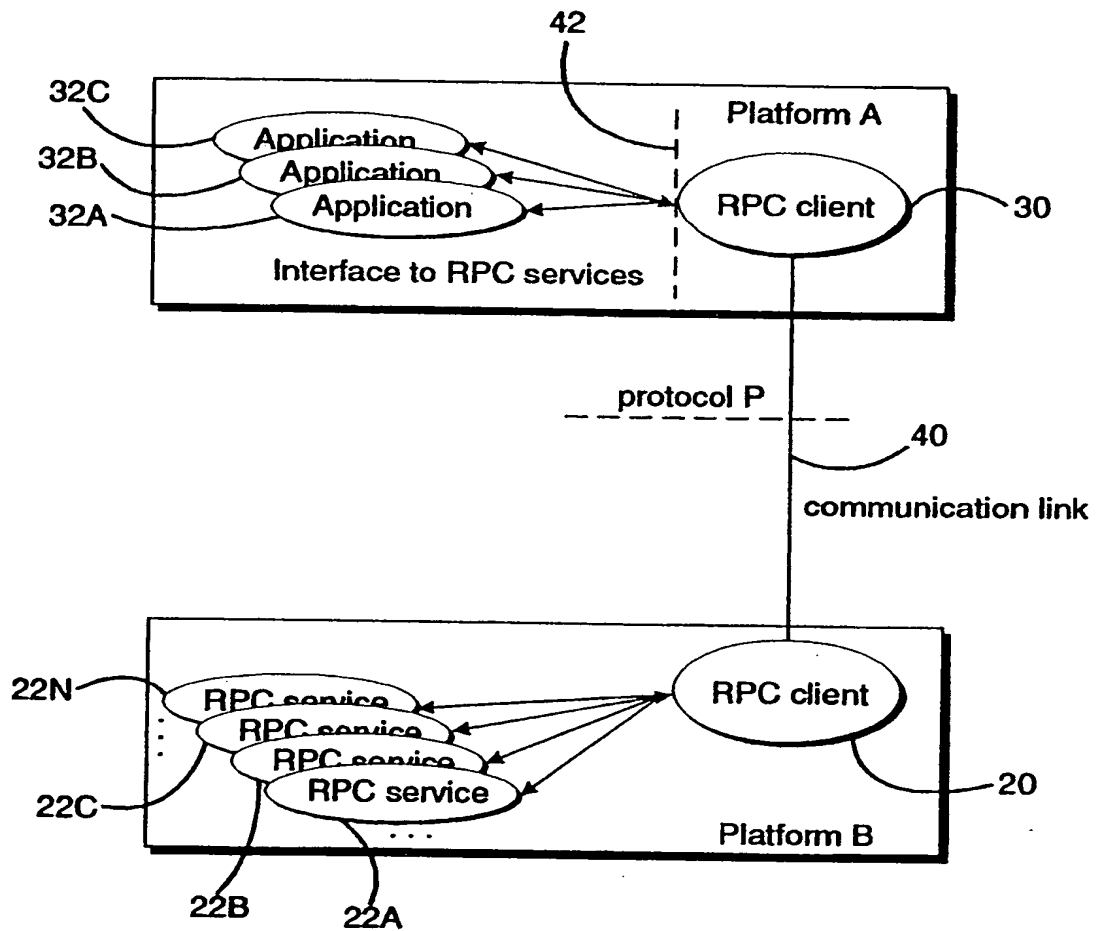 42
32C
Platform A
Application
32B
Application
32A
Application
RPC client
30
Interface to RPC services
protocol P
40
communication link
22N
RPC service
RPC client
RPC service
RPC service
22C
RPC service
20
Platform B
22B
22A